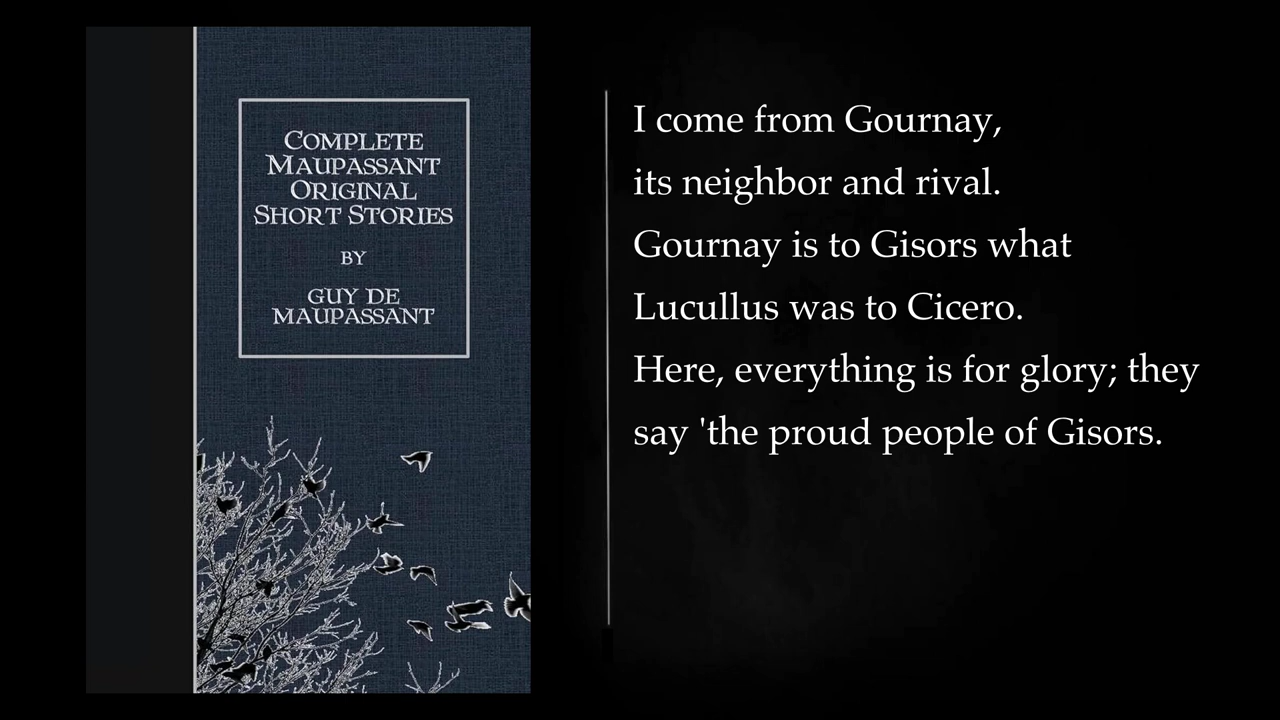 COMPLETE
MAUPASSANT
ORIGINAL
SHORT STORIES
BY
GUY DE
MAUPASSANT
I come from Gournay,
its neighbor and rival.
Gournay is to Gisors what
Lucullus was to Cicero.
Here, everything is for glory; they
say 'the proud people of Gisors.